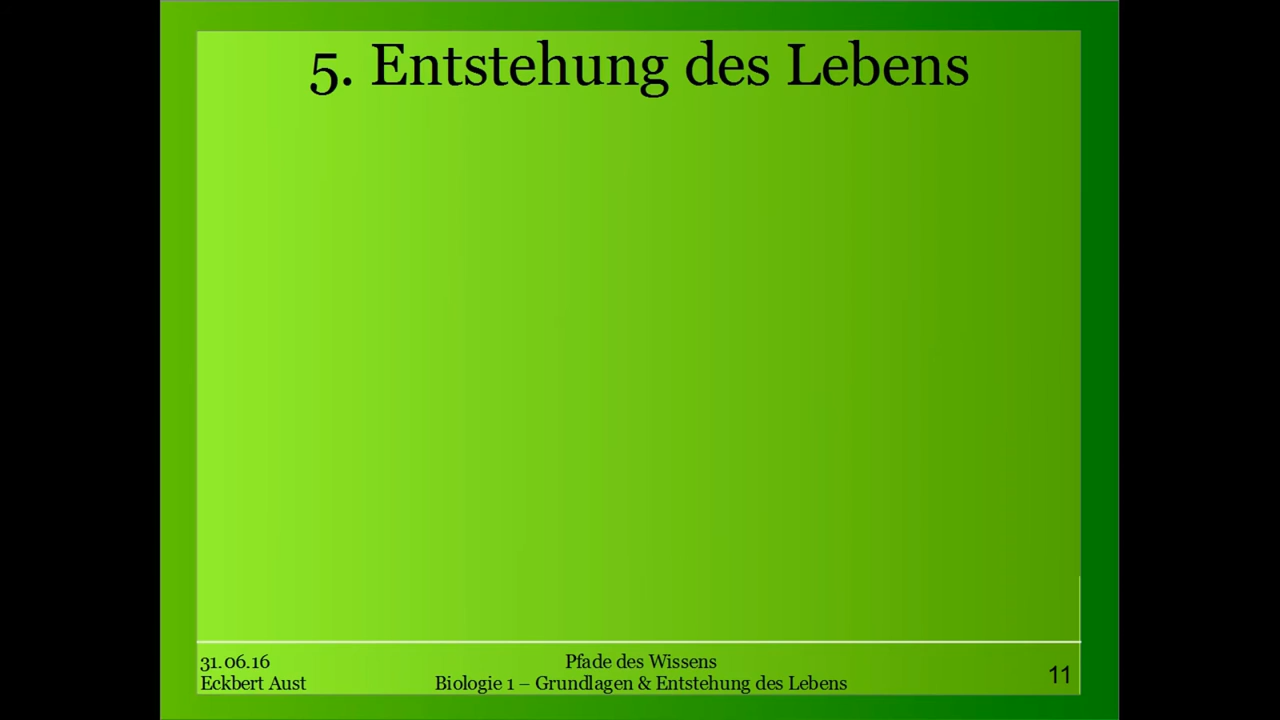 5. Entstehung des Lebens
31.06.16
Eckbert Aust
Pfade des Wissens
Biologie 1 – Grundlagen & Entstehung des Lebens
11